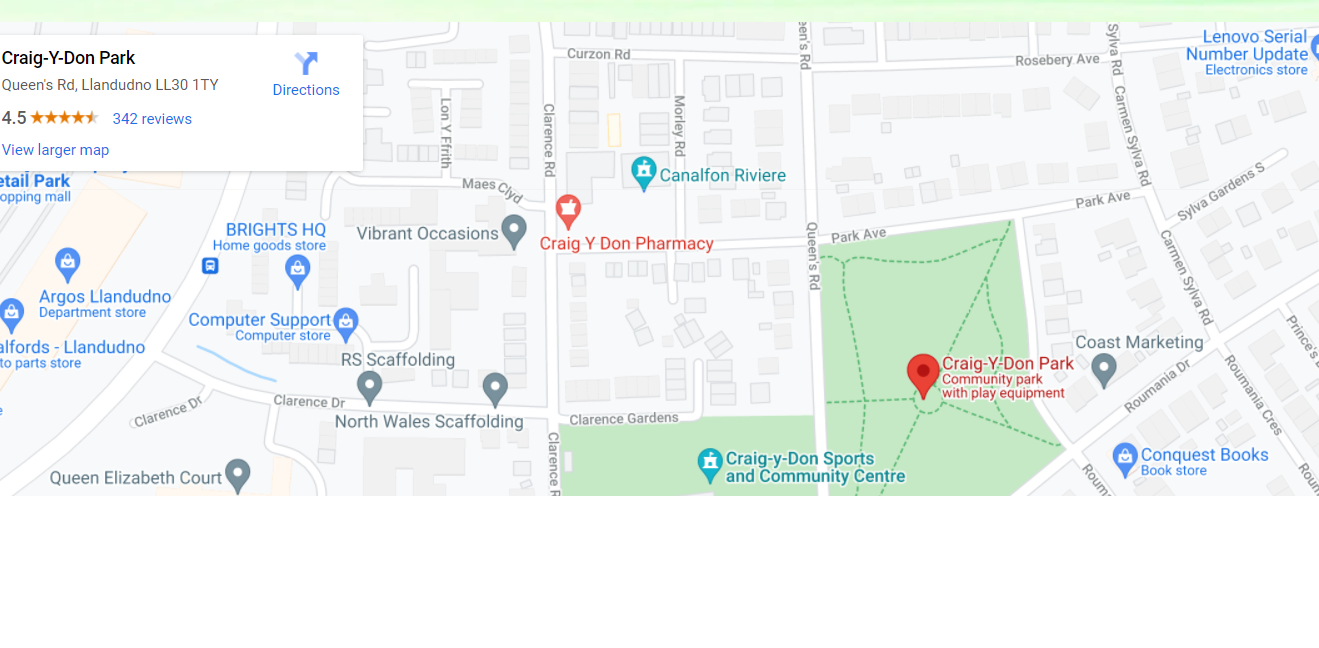 Craig-Y-Don Park
Queen's Rd, Llandudno LL30 1TY
4.5
342 reviews
View larger map
Directions
etail Park
opping mall
Curzon Rd
een's Rd
Rosebery Ave
Sylva Rd
Lenovo Serial
Number Update
Electronics store
Lon Y Ffrith
Clarence Rd
Morley Rd
Carmen Sylva Rd
Canalfon Riviere
Maes Clyd
Park Ave
Sylva Gardens S
BRIGHTS HQ
Home goods store
Vibrant Occasions
Craig Y Don Pharmacy
Queen's Rd
Park Ave
Carmen Sylva Rd
Argos Llandudno
Department store
Computer Support
Computer store
alfords - Llandudno
to parts store
RS Scaffolding
Coast Marketing
Prince's
Craig-Y-Don Park
Community park
with play equipment
Roumania Dr
Roumania Cres
Clarence Dr
Clarence Dr
North Wales Scaffolding
Clarence Gardens
Clarence R
Craig-y-Don Sports
and Community Centre
Conquest Books
Book store
Queen Elizabeth Court
Roum
Roum